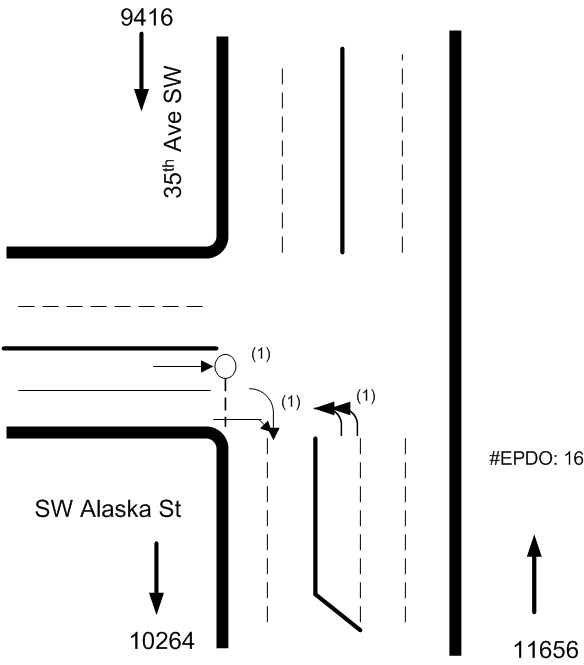 9416
35th Ave SW
(1)
(1)
(1)
#EPDO: 16
SW Alaska St
10264
11656